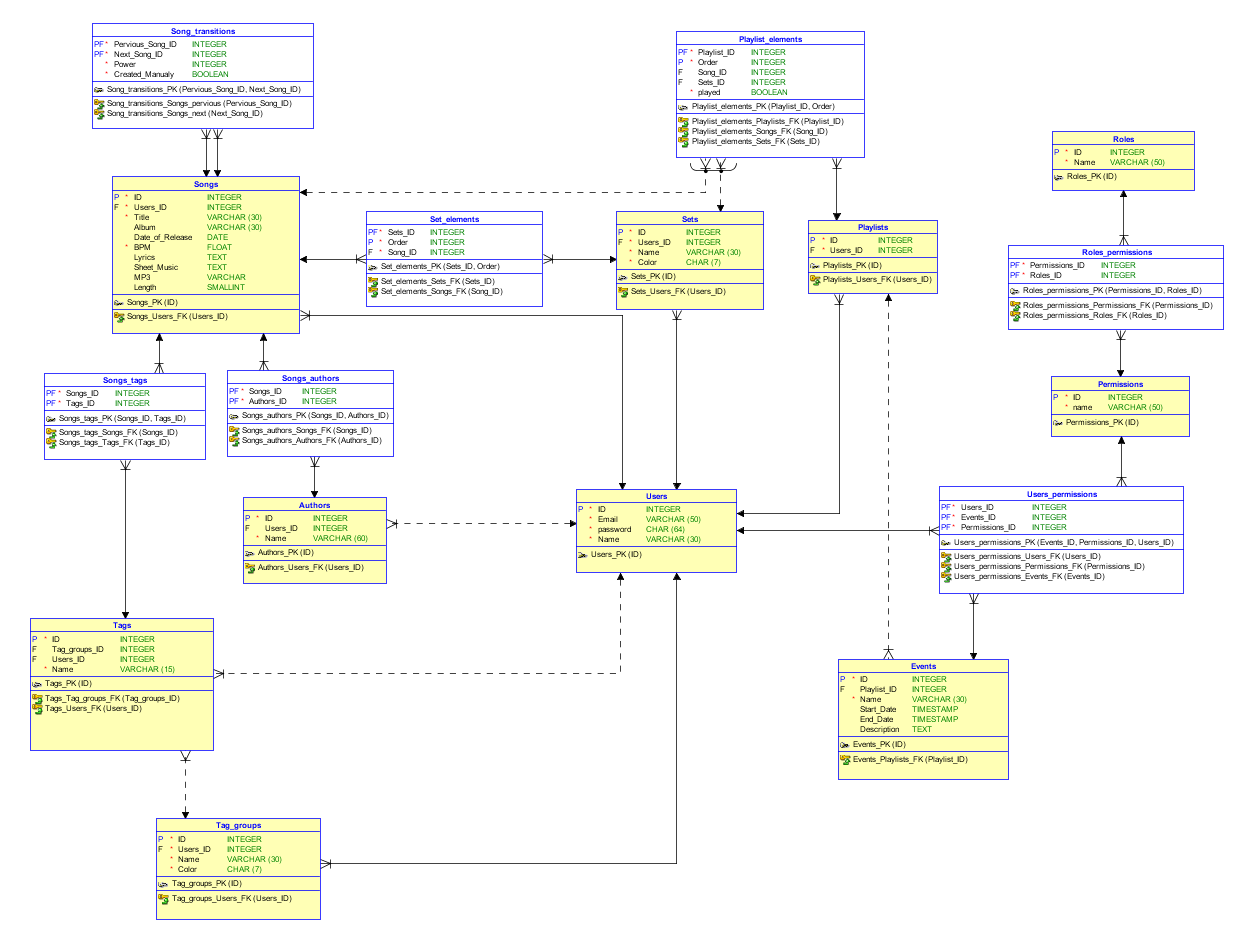 Song_transitions
PF * Pervious_Song_ID INTEGER
PF * Next_Song_ID INTEGER
* Power INTEGER
* Created_Manualy BOOLEAN
Song_transitions_PK (Pervious_Song_ID, Next_Song_ID)
Song_transitions_Songs_pervious (Pervious_Song_ID)
Song_transitions_Songs_next (Next_Song_ID)
Playlist_elements
PF * Playlist_ID INTEGER
P * Order INTEGER
F Song_ID INTEGER
F Sets_ID INTEGER
* played BOOLEAN
Playlist_elements_PK (Playlist_ID, Order)
Playlist_elements_Playlists_FK (Playlist_ID)
Playlist_elements_Songs_FK (Song_ID)
Playlist_elements_Sets_FK (Sets_ID)
Roles
P * ID INTEGER
* Name VARCHAR (50)
Roles_PK (ID)
Songs
P * ID INTEGER
F * Users_ID INTEGER
* Title VARCHAR (30)
Album VARCHAR (30)
Date_of_Release DATE
* BPM FLOAT
Lyrics TEXT
Sheet_Music TEXT
MP3 VARCHAR
Length SMALLINT
Songs_PK (ID)
Songs_Users_FK (Users_ID)
Set_elements
PF * Sets_ID INTEGER
P * Order INTEGER
F * Song_ID INTEGER
Set_elements_PK (Sets_ID, Order)
Set_elements_Sets_FK (Sets_ID)
Set_elements_Songs_FK (Song_ID)
Sets
P * ID INTEGER
F * Users_ID INTEGER
* Name VARCHAR (30)
* Color CHAR (7)
Sets_PK (ID)
Sets_Users_FK (Users_ID)
Playlists
P * ID INTEGER
F * Users_ID INTEGER
Playlists_PK (ID)
Playlists_Users_FK (Users_ID)
Roles_permissions
PF * Permissions_ID INTEGER
PF * Roles_ID INTEGER
Roles_permissions_PK (Permissions_ID, Roles_ID)
Roles_permissions_Permissions_FK (Permissions_ID)
Roles_permissions_Roles_FK (Roles_ID)
Songs_tags
PF * Songs_ID INTEGER
PF * Tags_ID INTEGER
Songs_tags_PK (Songs_ID, Tags_ID)
Songs_tags_Songs_FK (Songs_ID)
Songs_tags_Tags_FK (Tags_ID)
Songs_authors
PF * Songs_ID INTEGER
PF * Authors_ID INTEGER
Songs_authors_PK (Songs_ID, Authors_ID)
Songs_authors_Songs_FK (Songs_ID)
Songs_authors_Authors_FK (Authors_ID)
Permissions
P * ID INTEGER
* name VARCHAR (50)
Permissions_PK (ID)
Authors
P * ID INTEGER
F Users_ID INTEGER
* Name VARCHAR (60)
Authors_PK (ID)
Authors_Users_FK (Users_ID)
Users
P * ID INTEGER
* Email VARCHAR (50)
* password CHAR (64)
* Name VARCHAR (30)
Users_PK (ID)
Users_permissions
PF * Users_ID INTEGER
PF * Events_ID INTEGER
PF * Permissions_ID INTEGER
Users_permissions_PK (Events_ID, Permissions_ID, Users_ID)
Users_permissions_Users_FK (Users_ID)
Users_permissions_Permissions_FK (Permissions_ID)
Users_permissions_Events_FK (Events_ID)
Tags
P * ID INTEGER
F Tag_groups_ID INTEGER
F Users_ID INTEGER
* Name VARCHAR (15)
Tags_PK (ID)
Tags_Tag_groups_FK (Tag_groups_ID)
Tags_Users_FK (Users_ID)
Events
P * ID INTEGER
F Playlist_ID INTEGER
* Name VARCHAR (30)
Start_Date TIMESTAMP
End_Date TIMESTAMP
Description TEXT
Events_PK (ID)
Events_Playlists_FK (Playlist_ID)
Tag_groups
P * ID INTEGER
F * Users_ID INTEGER
* Name VARCHAR (30)
* Color CHAR (7)
Tag_groups_PK (ID)
Tag_groups_Users_FK (Users_ID)